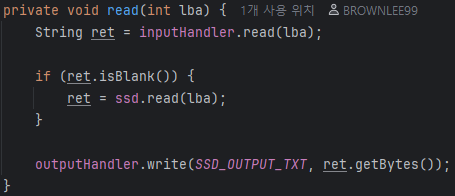 private void read(int lba) { 1개 사용 위치 BROWNLEE99
    String ret = inputHandler.read(lba);

    if (ret.isBlank()) {
        ret = ssd.read(lba);
    }

    outputHandler.write(SSD_OUTPUT_TXT, ret.getBytes());
}